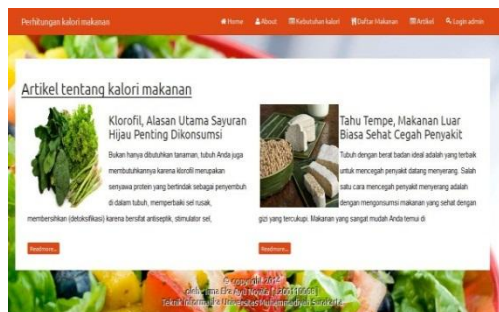 Perhitungan kalori makanan
Home About Kebutuhan kalori Daftar Makanan Artikel Login admin
Artikel tentang kalori makanan
Klorofil, Alasan Utama Sayuran
Hijau Penting Dikonsumsi
Bukan hanya dibutuhkan tanaman, tubuh Anda juga
membutuhkannya karena klorofil merupakan
senyawa protein yang bertindak sebagai penyembuh
di dalam tubuh, memperbaiki sel rusak,
membersihkan (detoksifikasi) karena bersifat antiseptik, stimulator sel,
Readmore...
Tahu Tempe, Makanan Luar
Biasa Sehat Cegah Penyakit
Tubuh dengan berat badan ideal adalah yang terbaik
untuk mencegah penyakit datang menyerang. Salah
satu cara mencegah penyakit menyerang adalah
dengan mengonsumsi makanan yang sehat dengan
gizi yang tercukupi. Makanan yang sangat mudah Anda temui di
Readmore...
© copyright 2014
Teknik Informatika Universitas Muhammadiyah Surakarta